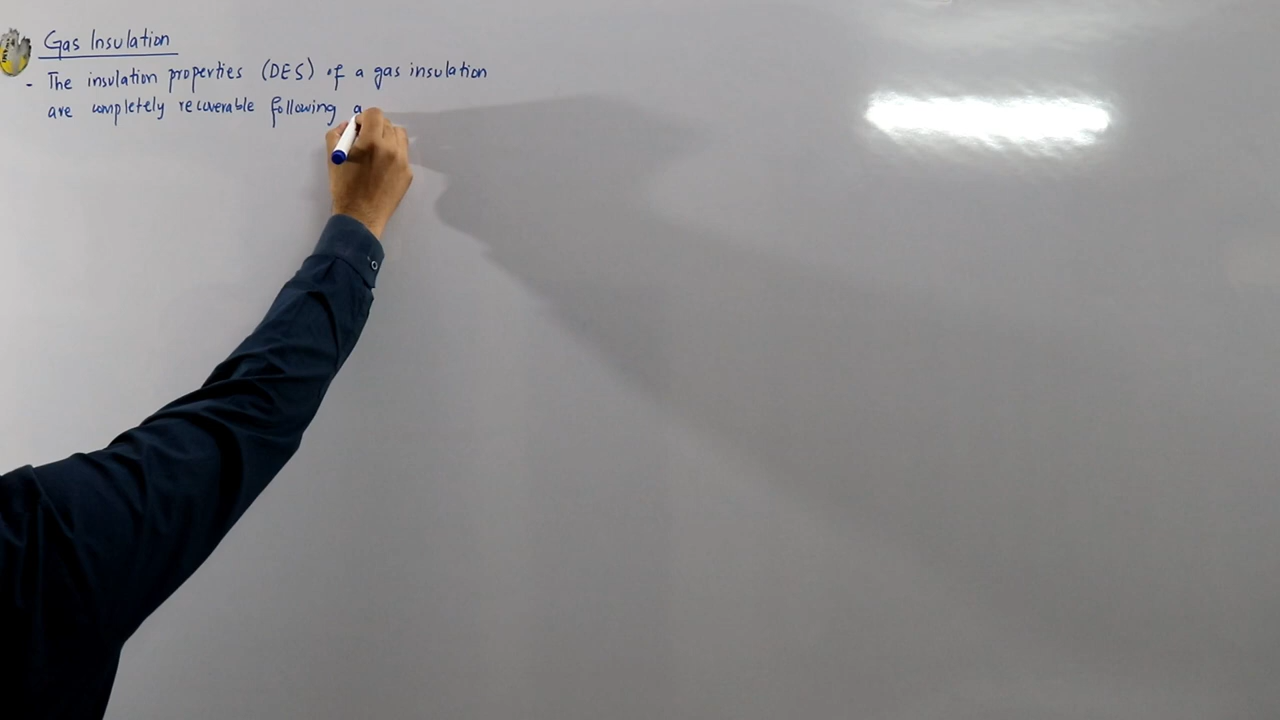 Gas Insulation
- The insulation properties (DES) of a gas insulation
are completely recoverable following a